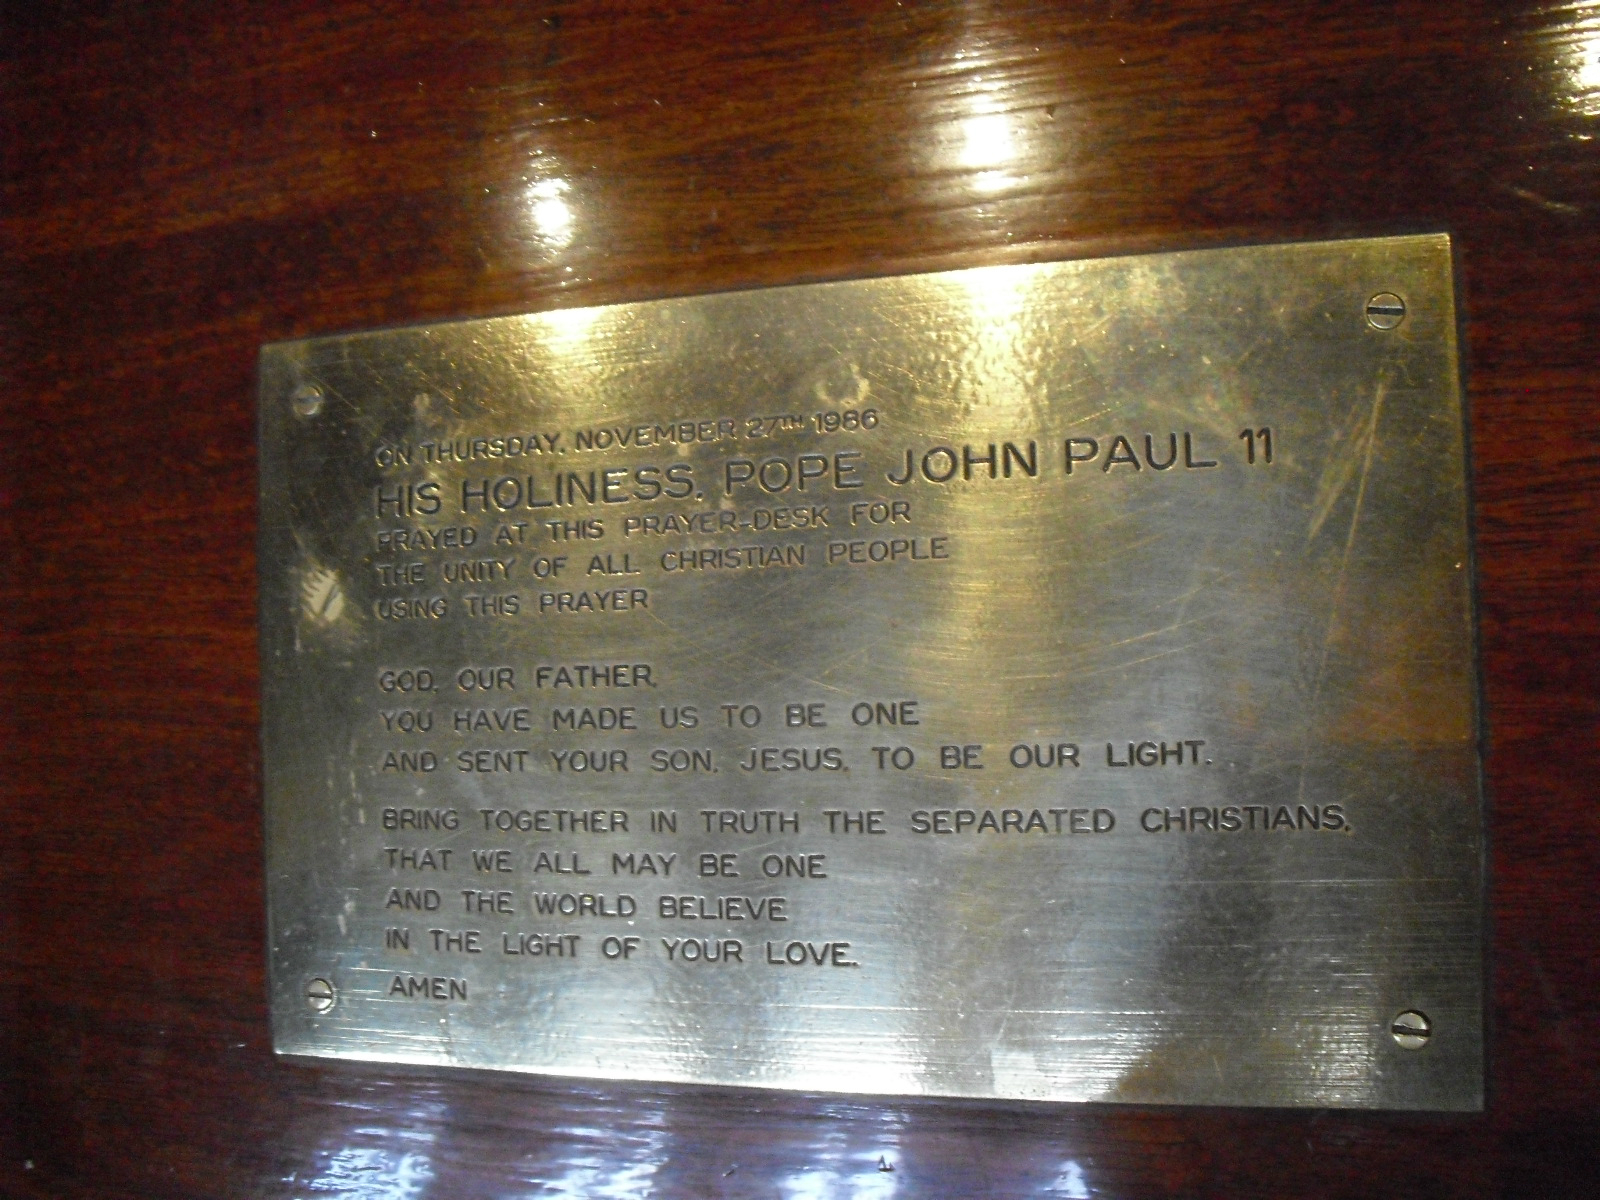 ON THURSDAY, NOVEMBER 27TH 1986
HIS HOLINESS, POPE JOHN PAUL 11
PRAYED AT THIS PRAYER-DESK FOR
THE UNITY OF ALL CHRISTIAN PEOPLE
USING THIS PRAYER
GOD, OUR FATHER,
YOU HAVE MADE US TO BE ONE
AND SENT YOUR SON, JESUS, TO BE OUR LIGHT.
BRING TOGETHER IN TRUTH THE SEPARATED CHRISTIANS,
THAT WE ALL MAY BE ONE
AND THE WORLD BELIEVE
IN THE LIGHT OF YOUR LOVE.
AMEN